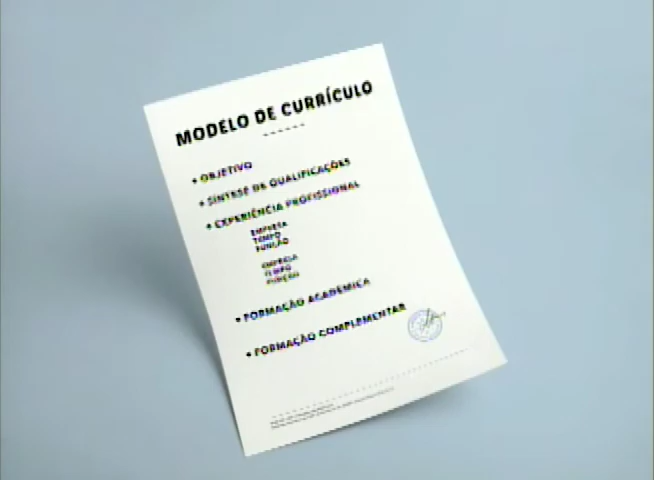 MODELO DE CURRÍCULO
------
• OBJETIVO
• SÍNTESE DE QUALIFICAÇÕES
• EXPERIÊNCIA PROFISSIONAL
EMPRESA
TEMPO
FUNÇÃO
EMPRESA
TEMPO
FUNÇÃO
• FORMAÇÃO ACADÊMICA
• FORMAÇÃO COMPLEMENTAR